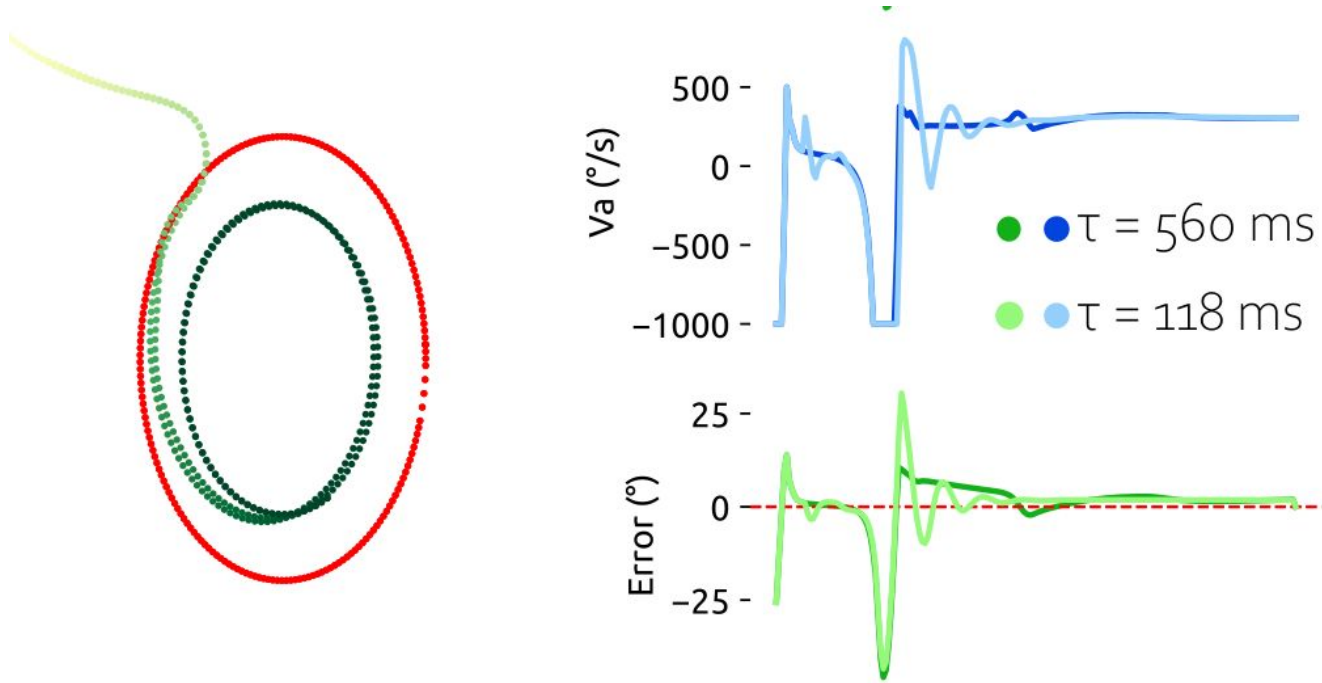 500
0
−500
−1000
Va (°/s)
τ = 560 ms
τ = 118 ms
25
0
−25
Error (°)